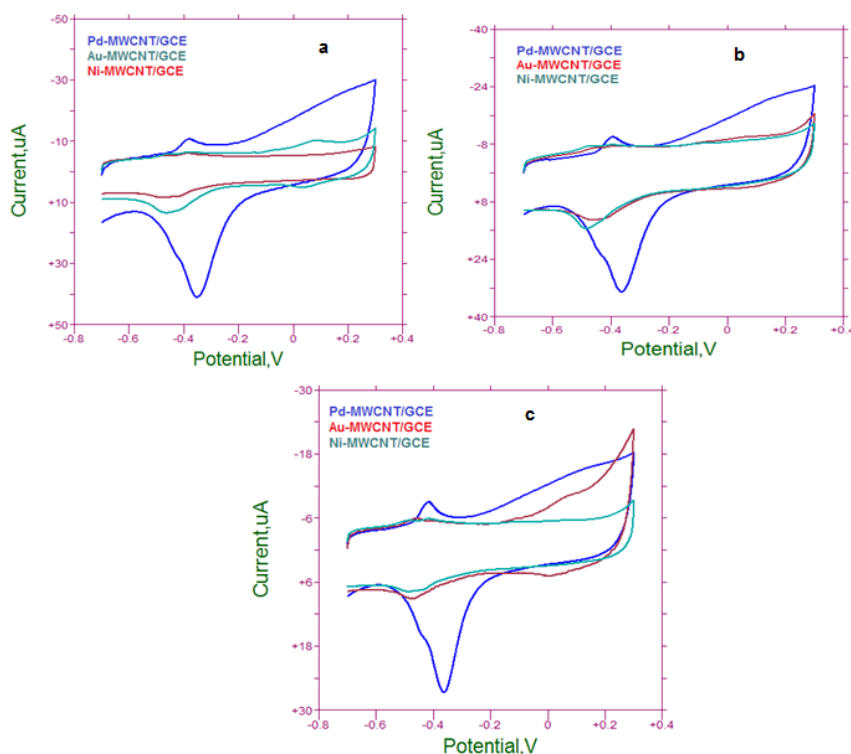 a
Pd-MWCNT/GCE
Au-MWCNT/GCE
Ni-MWCNT/GCE
Current,uA
-50
-30
-10
+10
+30
+50
-0.8
-0.6
-0.4
-0.2
0
+0.2
+0.4
Potential,V
b
Pd-MWCNT/GCE
Au-MWCNT/GCE
Ni-MWCNT/GCE
Current,uA
-40
-24
-8
+8
+24
+40
-0.8
-0.6
-0.4
-0.2
0
+0.2
+0.4
Potential,V
c
Pd-MWCNT/GCE
Au-MWCNT/GCE
Ni-MWCNT/GCE
Current,uA
-30
-18
-6
+6
+18
+30
-0.8
-0.6
-0.4
-0.2
0
+0.2
+0.4
Potential,V